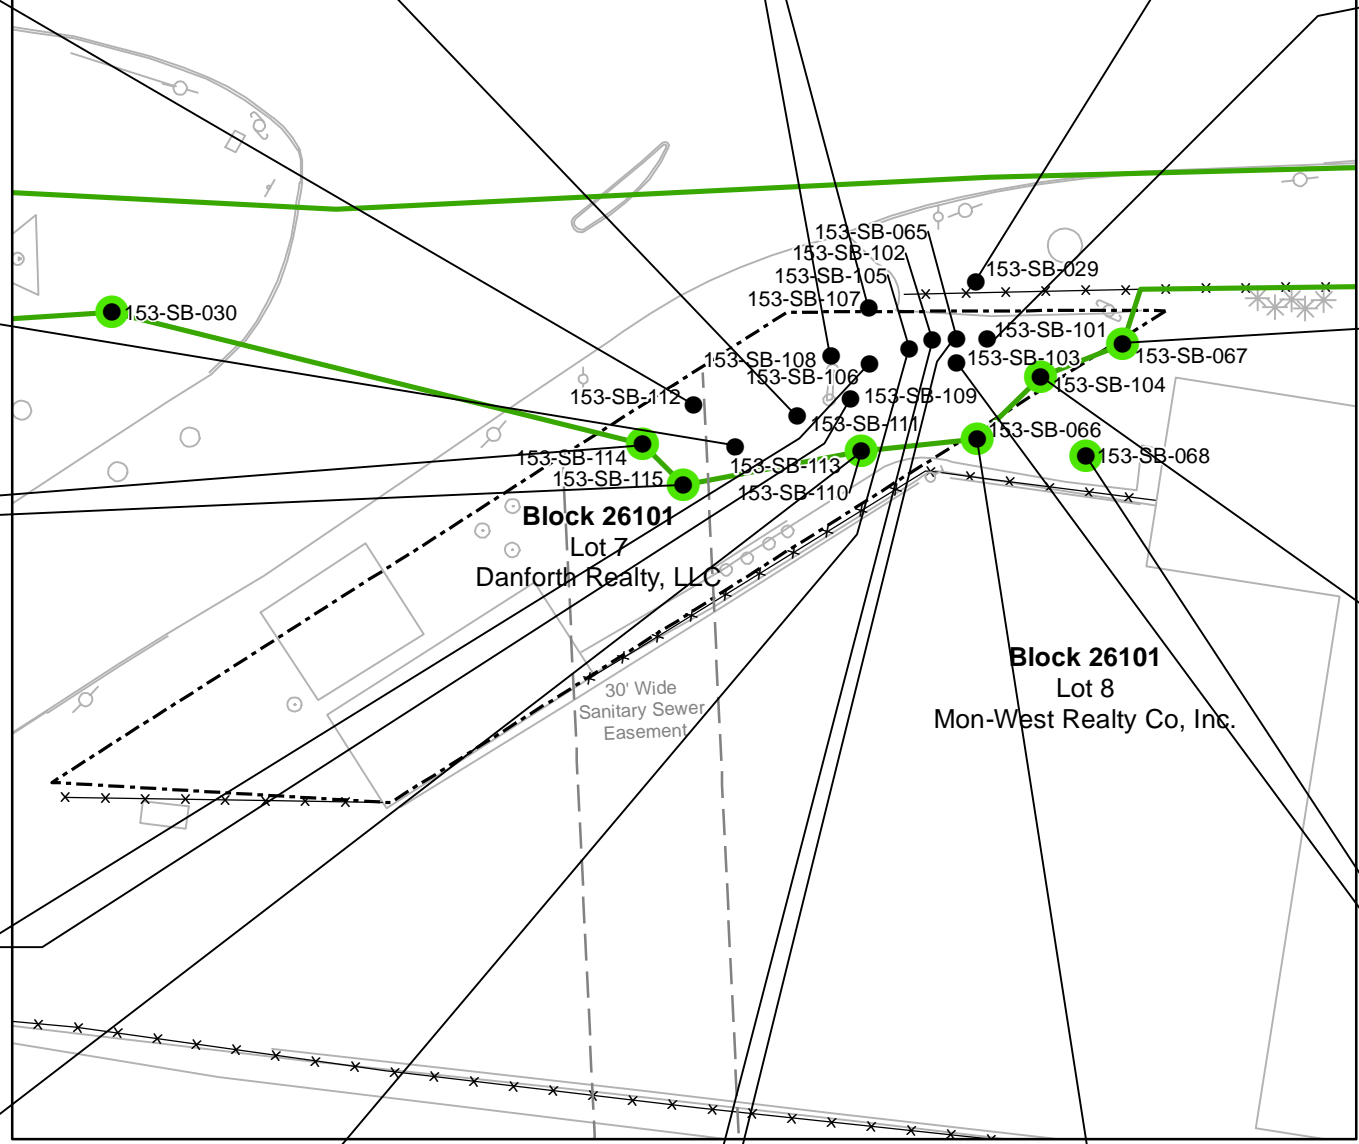 153-SB-065
153-SB-102
153-SB-029
153-SB-105
153-SB-107
153-SB-030
153-SB-101
153-SB-067
153-SB-108
153-SB-103
153-SB-106
153-SB-104
153-SB-112
153-SB-109
153-SB-111
153-SB-066
153-SB-114
153-SB-113
153-SB-068
153-SB-115
153-SB-110
Block 26101
Lot 7
Danforth Realty, LLC
Block 26101
Lot 8
Mon-West Realty Co, Inc.
30' Wide
Sanitary Sewer
Easement